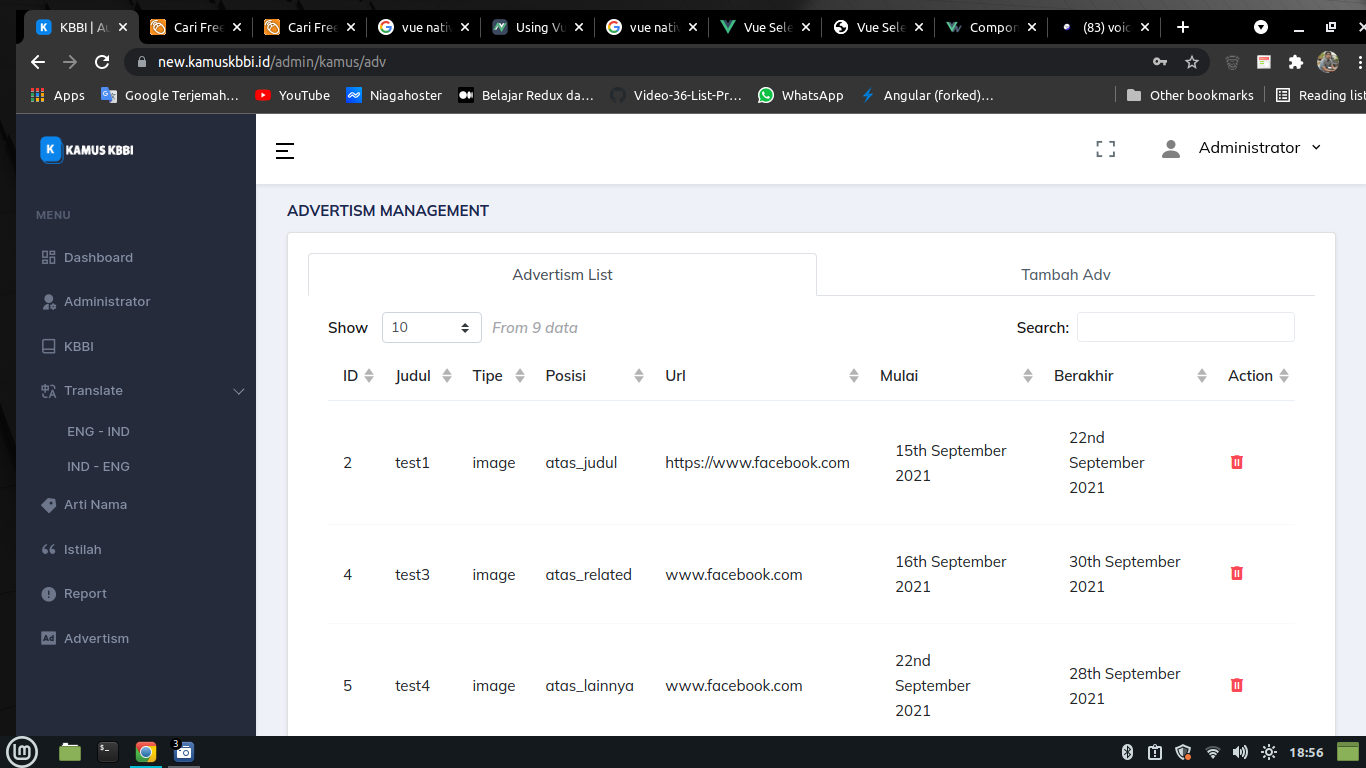 KBBI | Au
Cari Free
Cari Free
vue nativ
Using Vu
vue nativ
Vue Sele
Vue Sele
Compon
(83) voic
new.kamuskbbi.id/admin/kamus/adv
Apps
Google Terjemah...
YouTube
Niagahoster
Belajar Redux da...
Video-36-List-Pr...
WhatsApp
Angular (forked)...
Other bookmarks
Reading list
K KAMUS KBBI
Administrator
MENU
Dashboard
Administrator
KBBI
Translate
ENG - IND
IND - ENG
Arti Nama
Istilah
Report
Ad Advertism
ADVERTISM MANAGEMENT
Advertism List
Tambah Adv
Show 10 From 9 data
Search:
ID Judul Tipe Posisi Url Mulai Berakhir Action
2 test1 image atas_judul https://www.facebook.com
15th September
2021
22nd
September
2021
4 test3 image atas_related www.facebook.com
16th September
2021
30th September
2021
5 test4 image atas_lainnya www.facebook.com
22nd
September
2021
28th September
2021
3
18:56